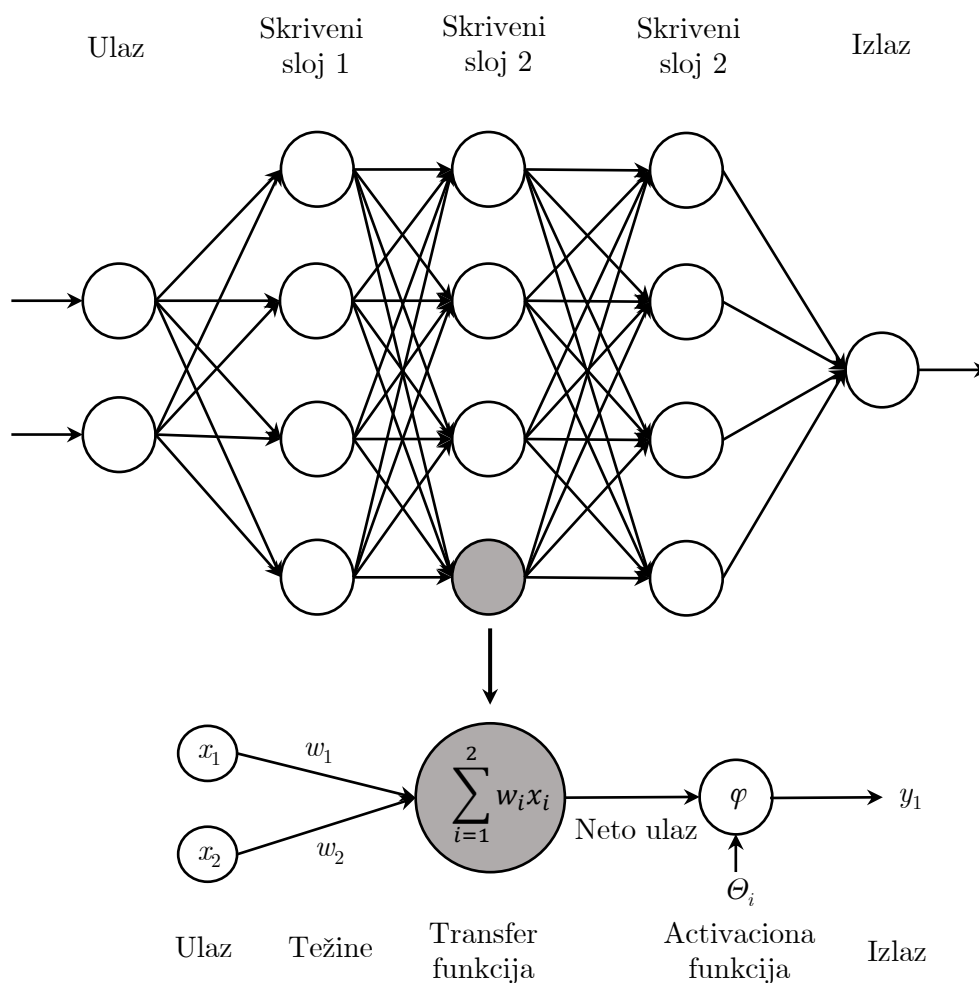 Ulaz
Skriveni
sloj 1
Skriveni
sloj 2
Skriveni
sloj 2
Izlaz
x₁
w₁
x₂
w₂
2
∑ wᵢxᵢ
i=1
Neto ulaz
φ
y₁
Θᵢ
Ulaz
Težine
Transfer
funkcija
Activaciona
funkcija
Izlaz